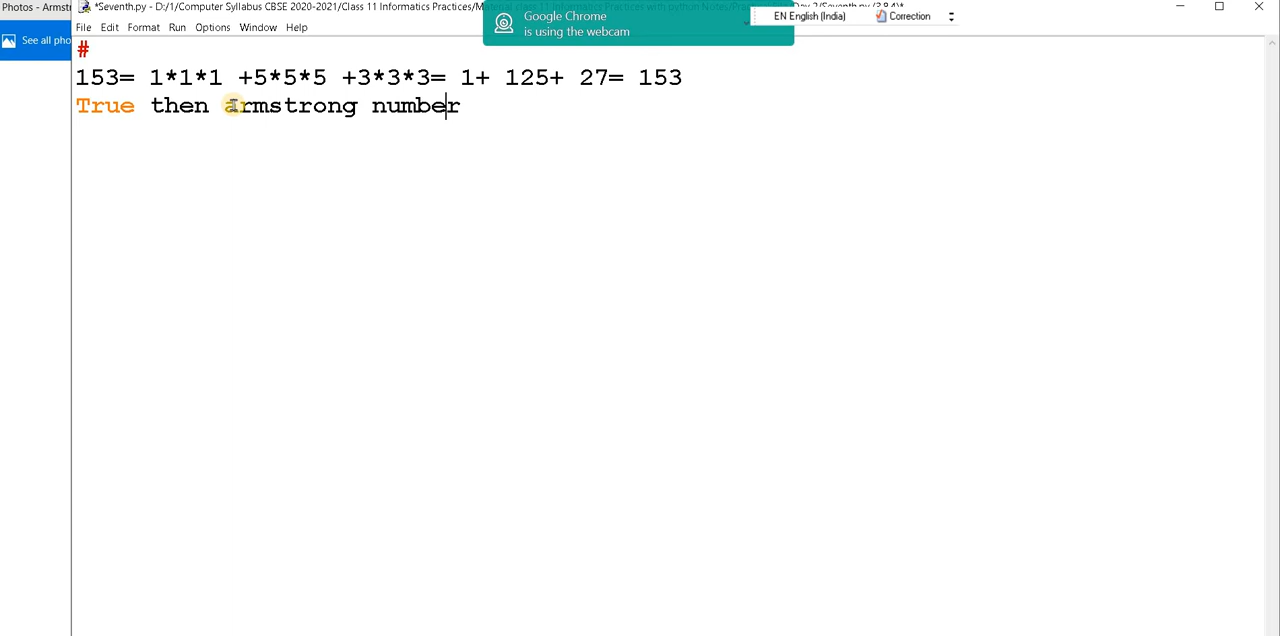 Photos - Armst
*Seventh.py - D:/1/Computer Syllabus CBSE 2020-2021/Class 11 Informatics Practices/
Google Chrome
is using the webcam
EN English (India)
Correction
See all pho
File Edit Format Run Options Window Help
#
153= 1*1*1 +5*5*5 +3*3*3= 1+ 125+ 27= 153
True then armstrong number